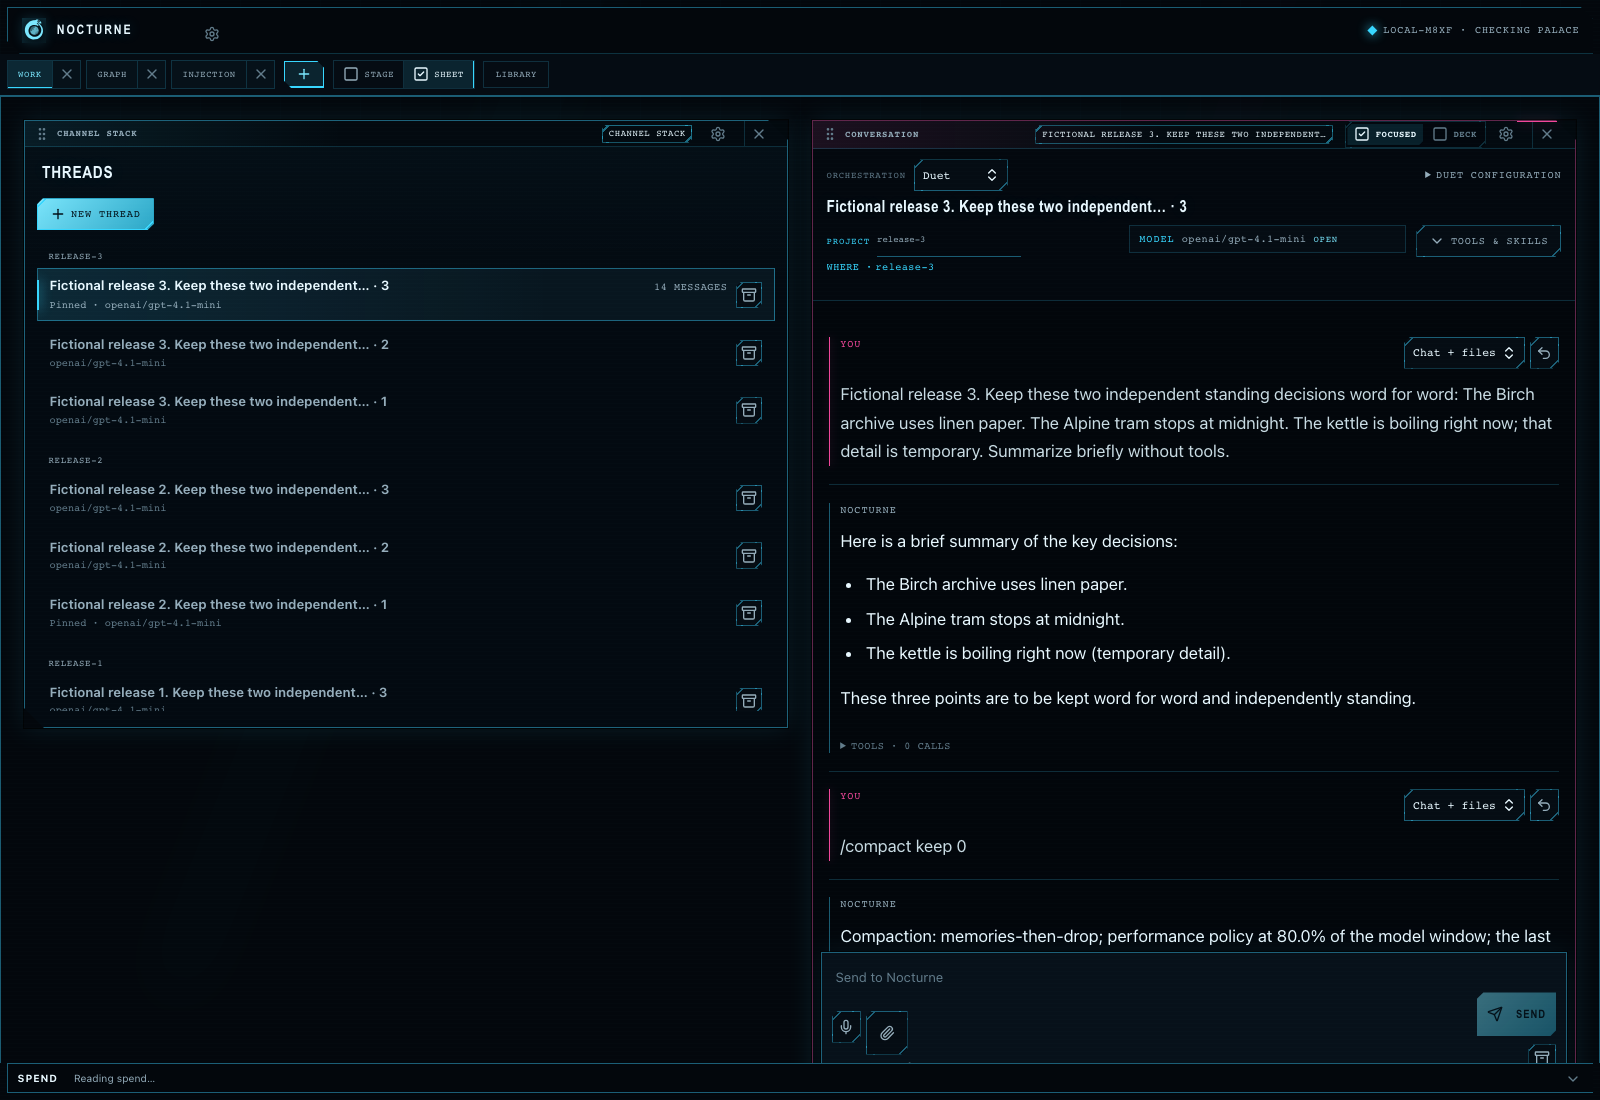 NOCTURNE
LOCAL-M8XF · CHECKING PALACE
WORK
GRAPH
INJECTION
STAGE
SHEET
LIBRARY
CHANNEL STACK
CHANNEL STACK
THREADS
NEW THREAD
RELEASE-3
Fictional release 3. Keep these two independent... · 3
14 MESSAGES
Pinned · openai/gpt-4.1-mini
Fictional release 3. Keep these two independent... · 2
openai/gpt-4.1-mini
Fictional release 3. Keep these two independent... · 1
openai/gpt-4.1-mini
RELEASE-2
Fictional release 2. Keep these two independent... · 3
openai/gpt-4.1-mini
Fictional release 2. Keep these two independent... · 2
openai/gpt-4.1-mini
Fictional release 2. Keep these two independent... · 1
Pinned · openai/gpt-4.1-mini
RELEASE-1
Fictional release 1. Keep these two independent... · 3
openai/gpt-4.1-mini
CONVERSATION
FICTIONAL RELEASE 3. KEEP THESE TWO INDEPENDENT…
FOCUSED
DECK
ORCHESTRATION
Duet
DUET CONFIGURATION
Fictional release 3. Keep these two independent... · 3
PROJECT release-3
MODEL openai/gpt-4.1-mini OPEN
TOOLS & SKILLS
WHERE · release-3
YOU
Chat + files
Fictional release 3. Keep these two independent standing decisions word for word: The Birch
archive uses linen paper. The Alpine tram stops at midnight. The kettle is boiling right now; that
detail is temporary. Summarize briefly without tools.
NOCTURNE
Here is a brief summary of the key decisions:
• The Birch archive uses linen paper.
• The Alpine tram stops at midnight.
• The kettle is boiling right now (temporary detail).
These three points are to be kept word for word and independently standing.
TOOLS · 0 CALLS
YOU
Chat + files
/compact keep 0
NOCTURNE
Compaction: memories-then-drop; performance policy at 80.0% of the model window; the last
Send to Nocturne
SEND
SPEND
Reading spend...